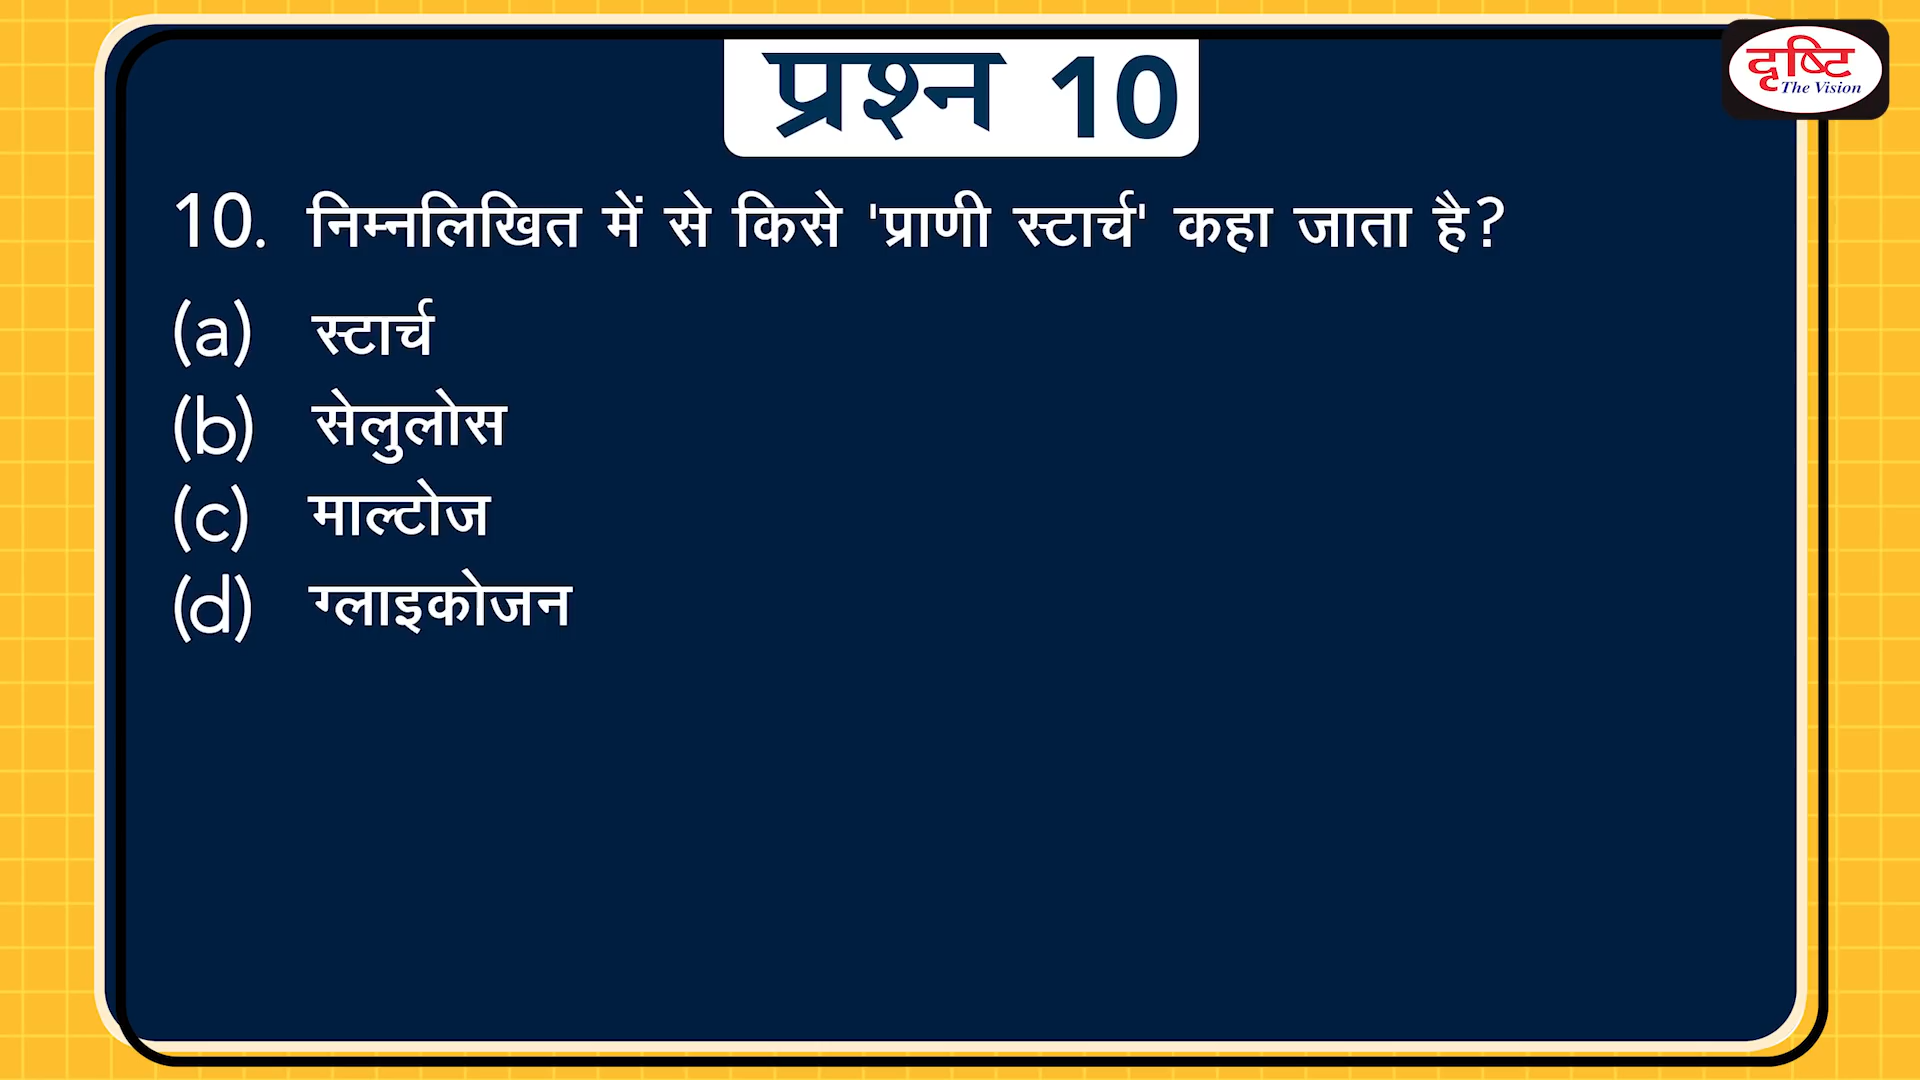 दृष्टि
The Vision
प्रश्न 10
10. निम्नलिखित में से किसे 'प्राणी स्टार्च' कहा जाता है?
(a) स्टार्च
(b) सेलुलोस
(c) माल्टोज
(d) ग्लाइकोजन